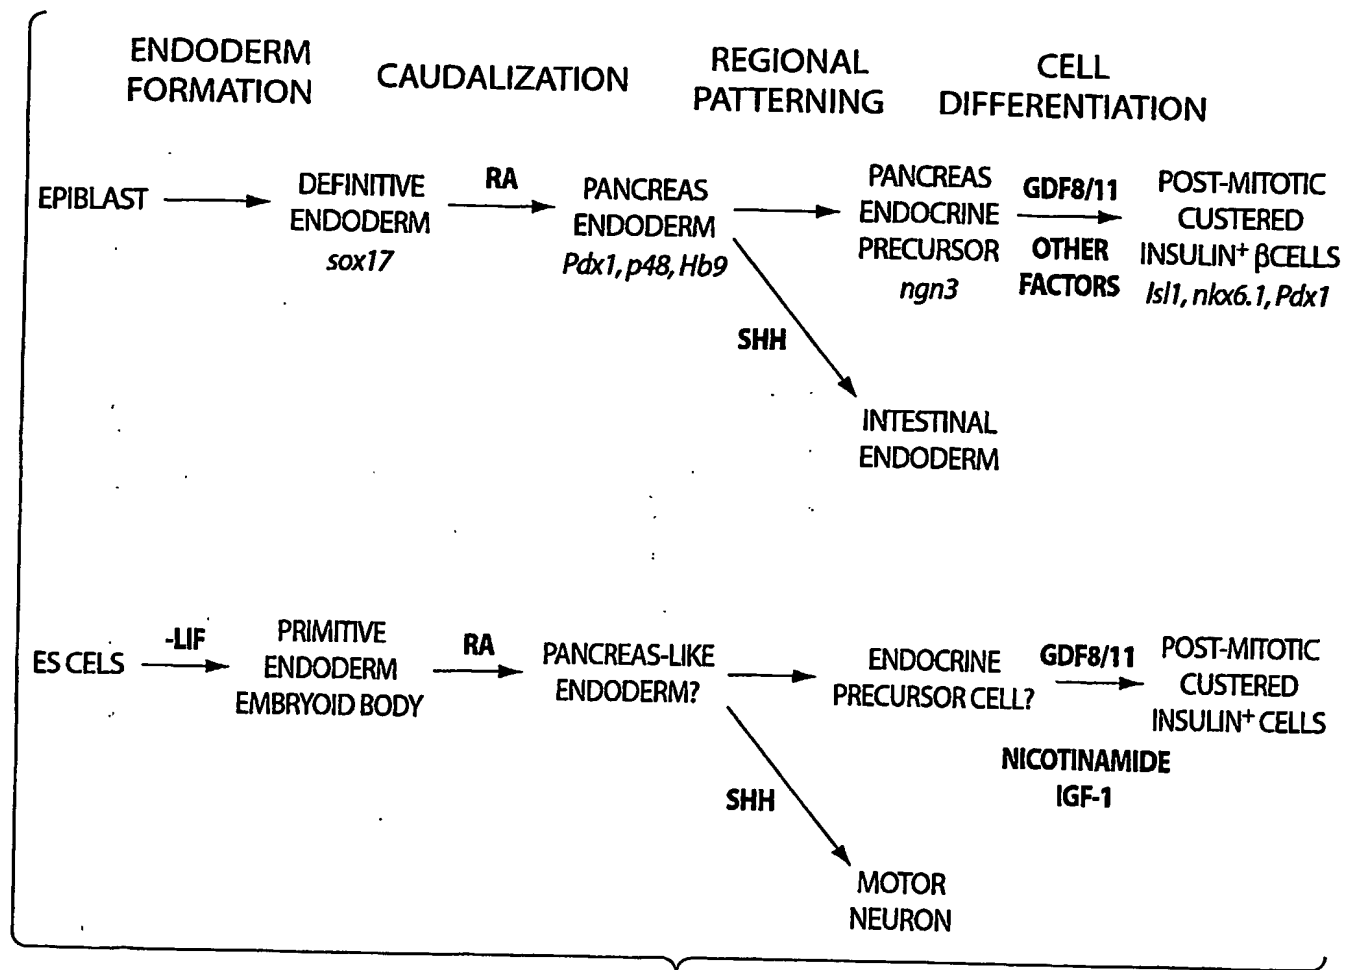 ENDODERM
FORMATION
CAUDALIZATION
REGIONAL
PATTERNING
CELL
DIFFERENTIATION
EPIBLAST
DEFINITIVE
ENDODERM
sox17
RA
PANCREAS
ENDODERM
Pdx1, p48, Hb9
PANCREAS
ENDOCRINE
PRECURSOR
ngn3
GDF8/11
OTHER
FACTORS
POST-MITOTIC
CUSTERED
INSULIN+ βCELLS
Isl1, nkx6.1, Pdx1
SHH
INTESTINAL
ENDODERM
ES CELS
-LIF
PRIMITIVE
ENDODERM
EMBRYOID BODY
RA
PANCREAS-LIKE
ENDODERM?
ENDOCRINE
PRECURSOR CELL?
GDF8/11
NICOTINAMIDE
IGF-1
POST-MITOTIC
CUSTERED
INSULIN+ CELLS
SHH
MOTOR
NEURON